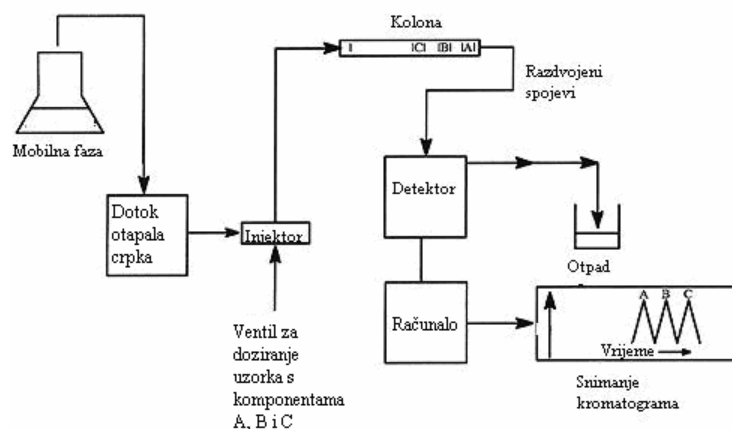 Kolona
|C| |B| |A|
Razdvojeni
spojevi
Mobilna faza
Dotok
otapala
crpka
Injektor
Detektor
Otpad
Ventil za
doziranje
uzorka s
komponentama
A, B i C
Računalo
A B C
Vrijeme
Snimanje
kromatograma